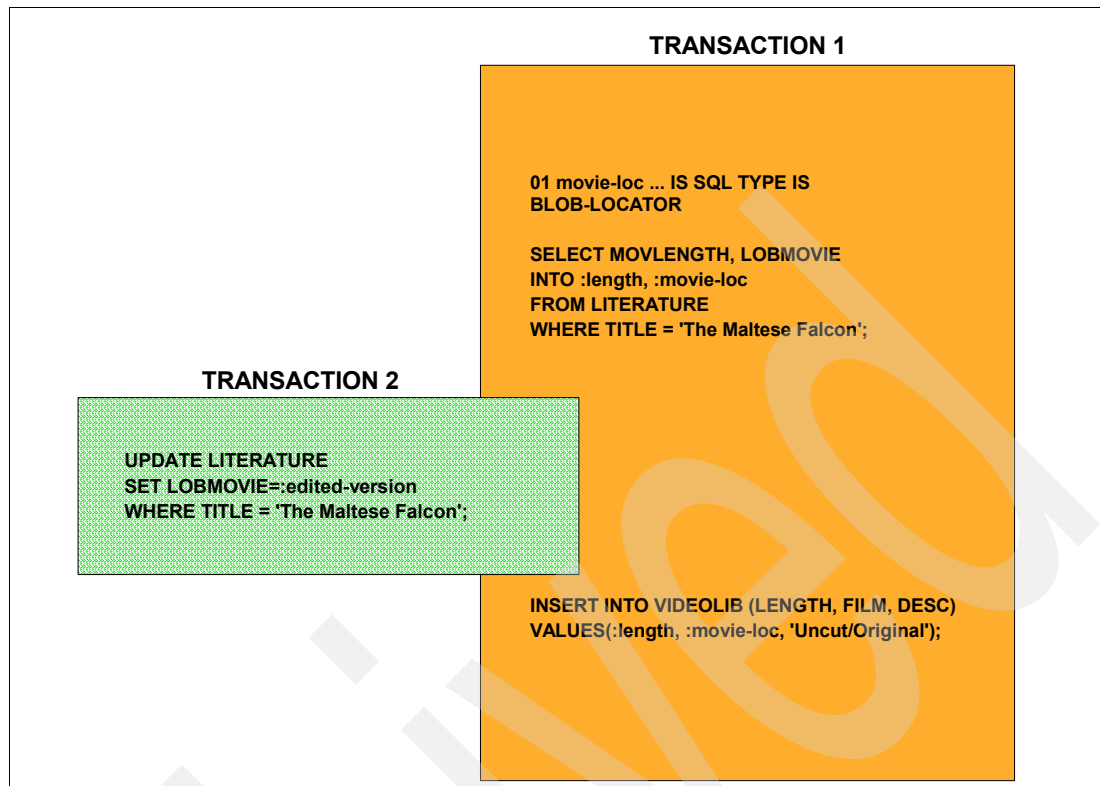 TRANSACTION 1
01 movie-loc ... IS SQL TYPE IS
BLOB-LOCATOR
SELECT MOVLENGTH, LOBMOVIE
INTO :length, :movie-loc
FROM LITERATURE
WHERE TITLE = 'The Maltese Falcon';
TRANSACTION 2
UPDATE LITERATURE
SET LOBMOVIE=:edited-version
WHERE TITLE = 'The Maltese Falcon';
INSERT INTO VIDEOLIB (LENGTH, FILM, DESC)
VALUES(:length, :movie-loc, 'Uncut/Original');